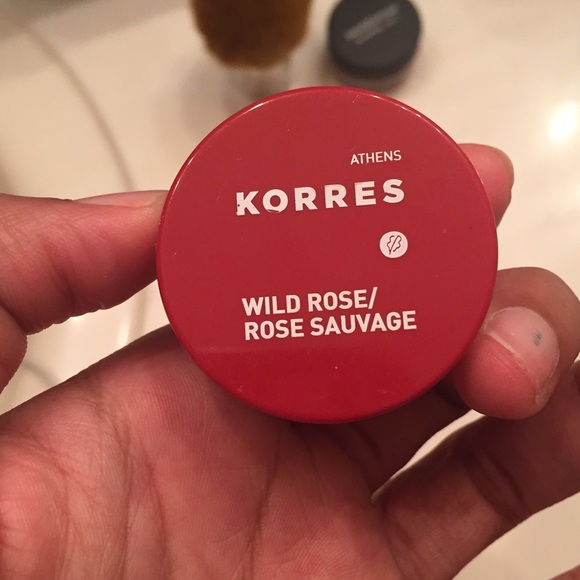 ATHENS
KORRES
WILD ROSE/
ROSE SAUVAGE